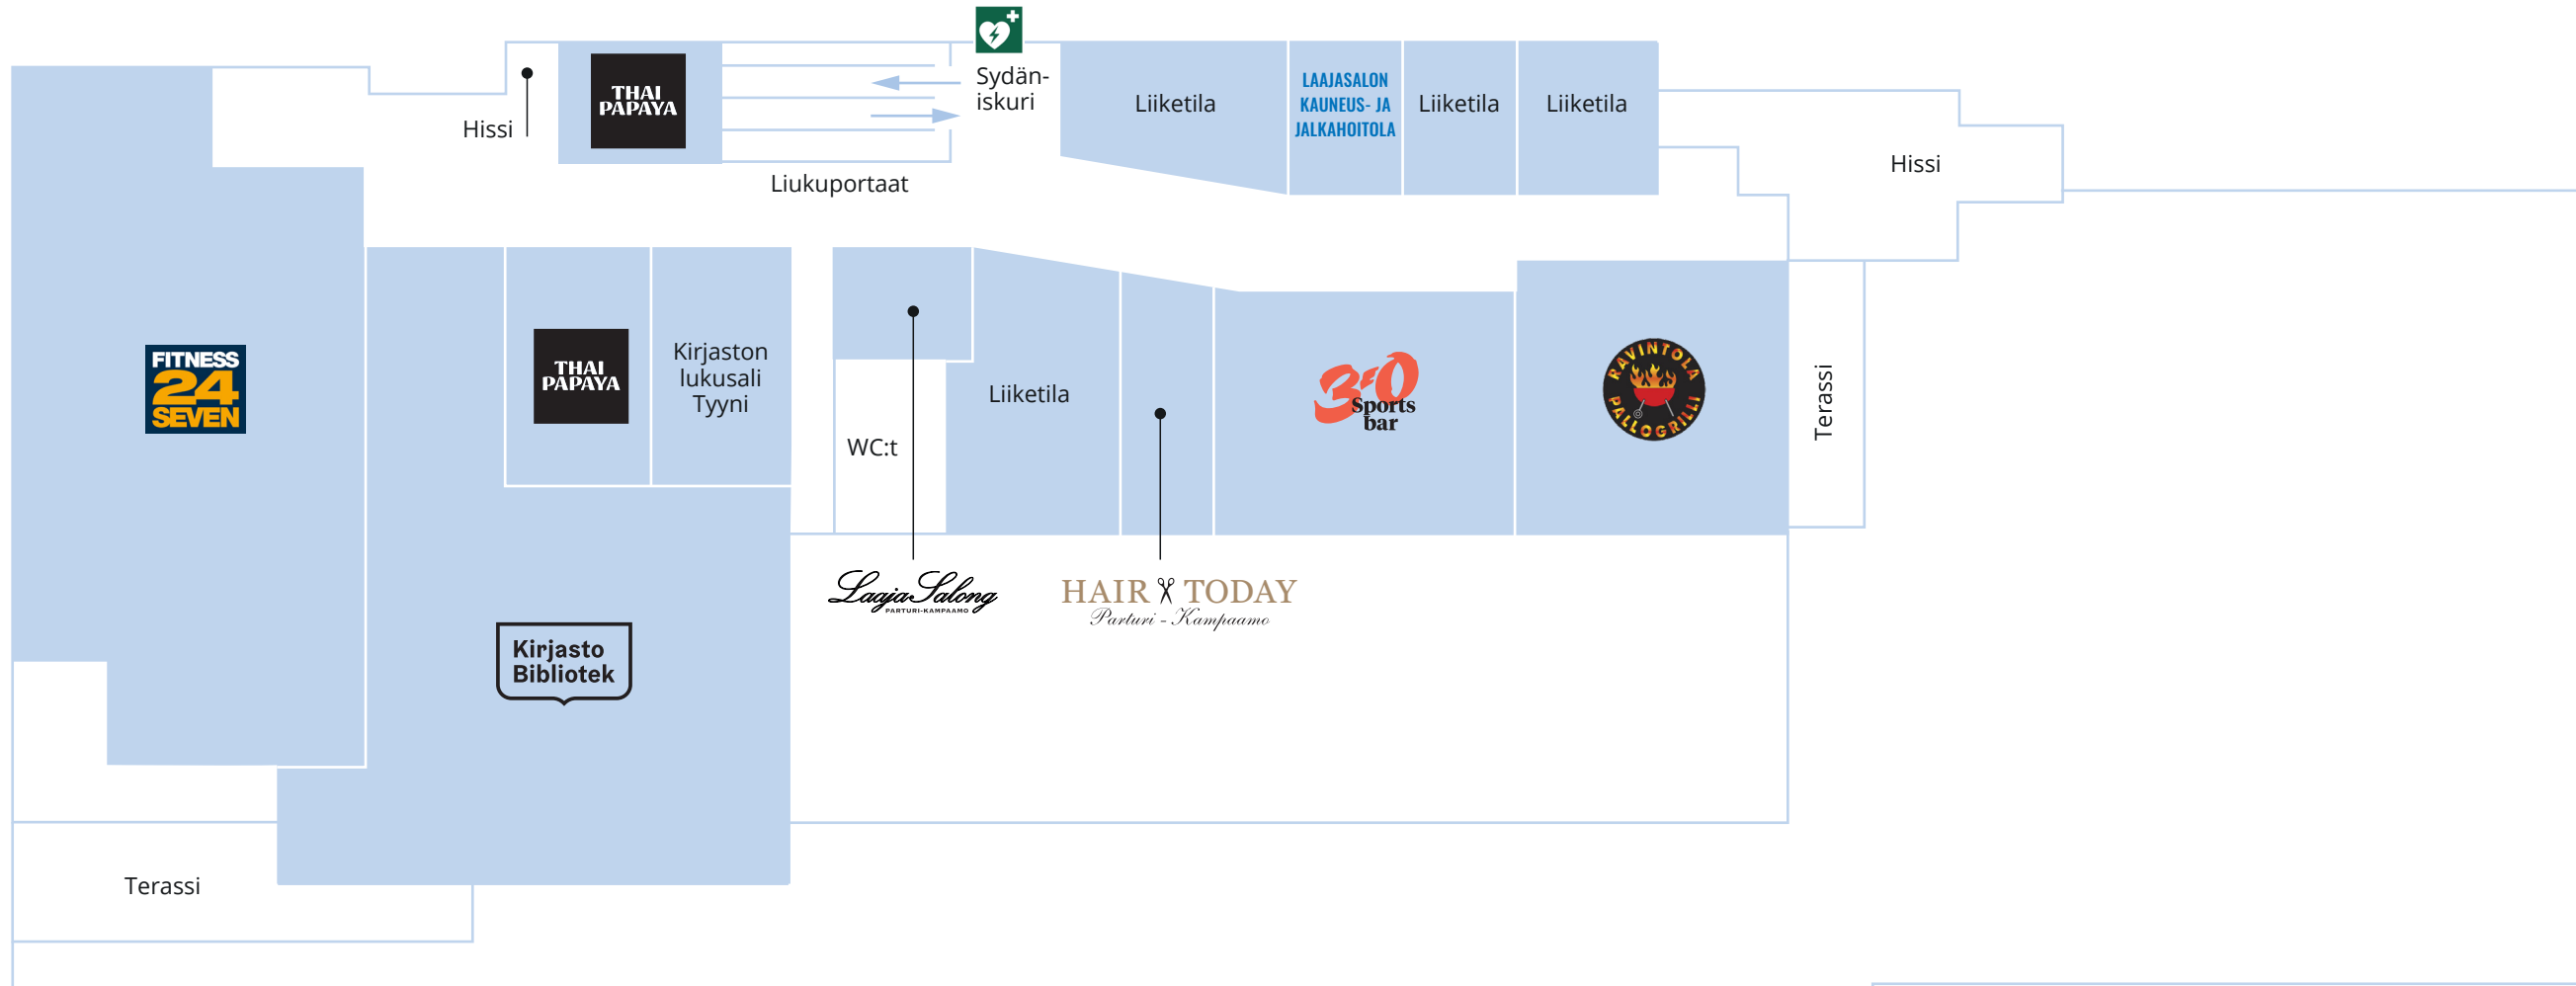 Hissi
THAI
PAPAYA
Liukuportaat
Sydän-
iskuri
Liiketila
LAAJASALON
KAUNEUS- JA
JALKAHOITOLA
Liiketila
Liiketila
Hissi
FITNESS
24
SEVEN
THAI
PAPAYA
Kirjaston
lukusali
Tyyni
WC:t
Liiketila
3-0
Sports
bar
RAVINTOLA
PALLOGRILLI
Terassi
LaajaSalong
PARTURI-KAMPAAMO
HAIR TODAY
Parturi - Kampaamo
Kirjasto
Bibliotek
Terassi